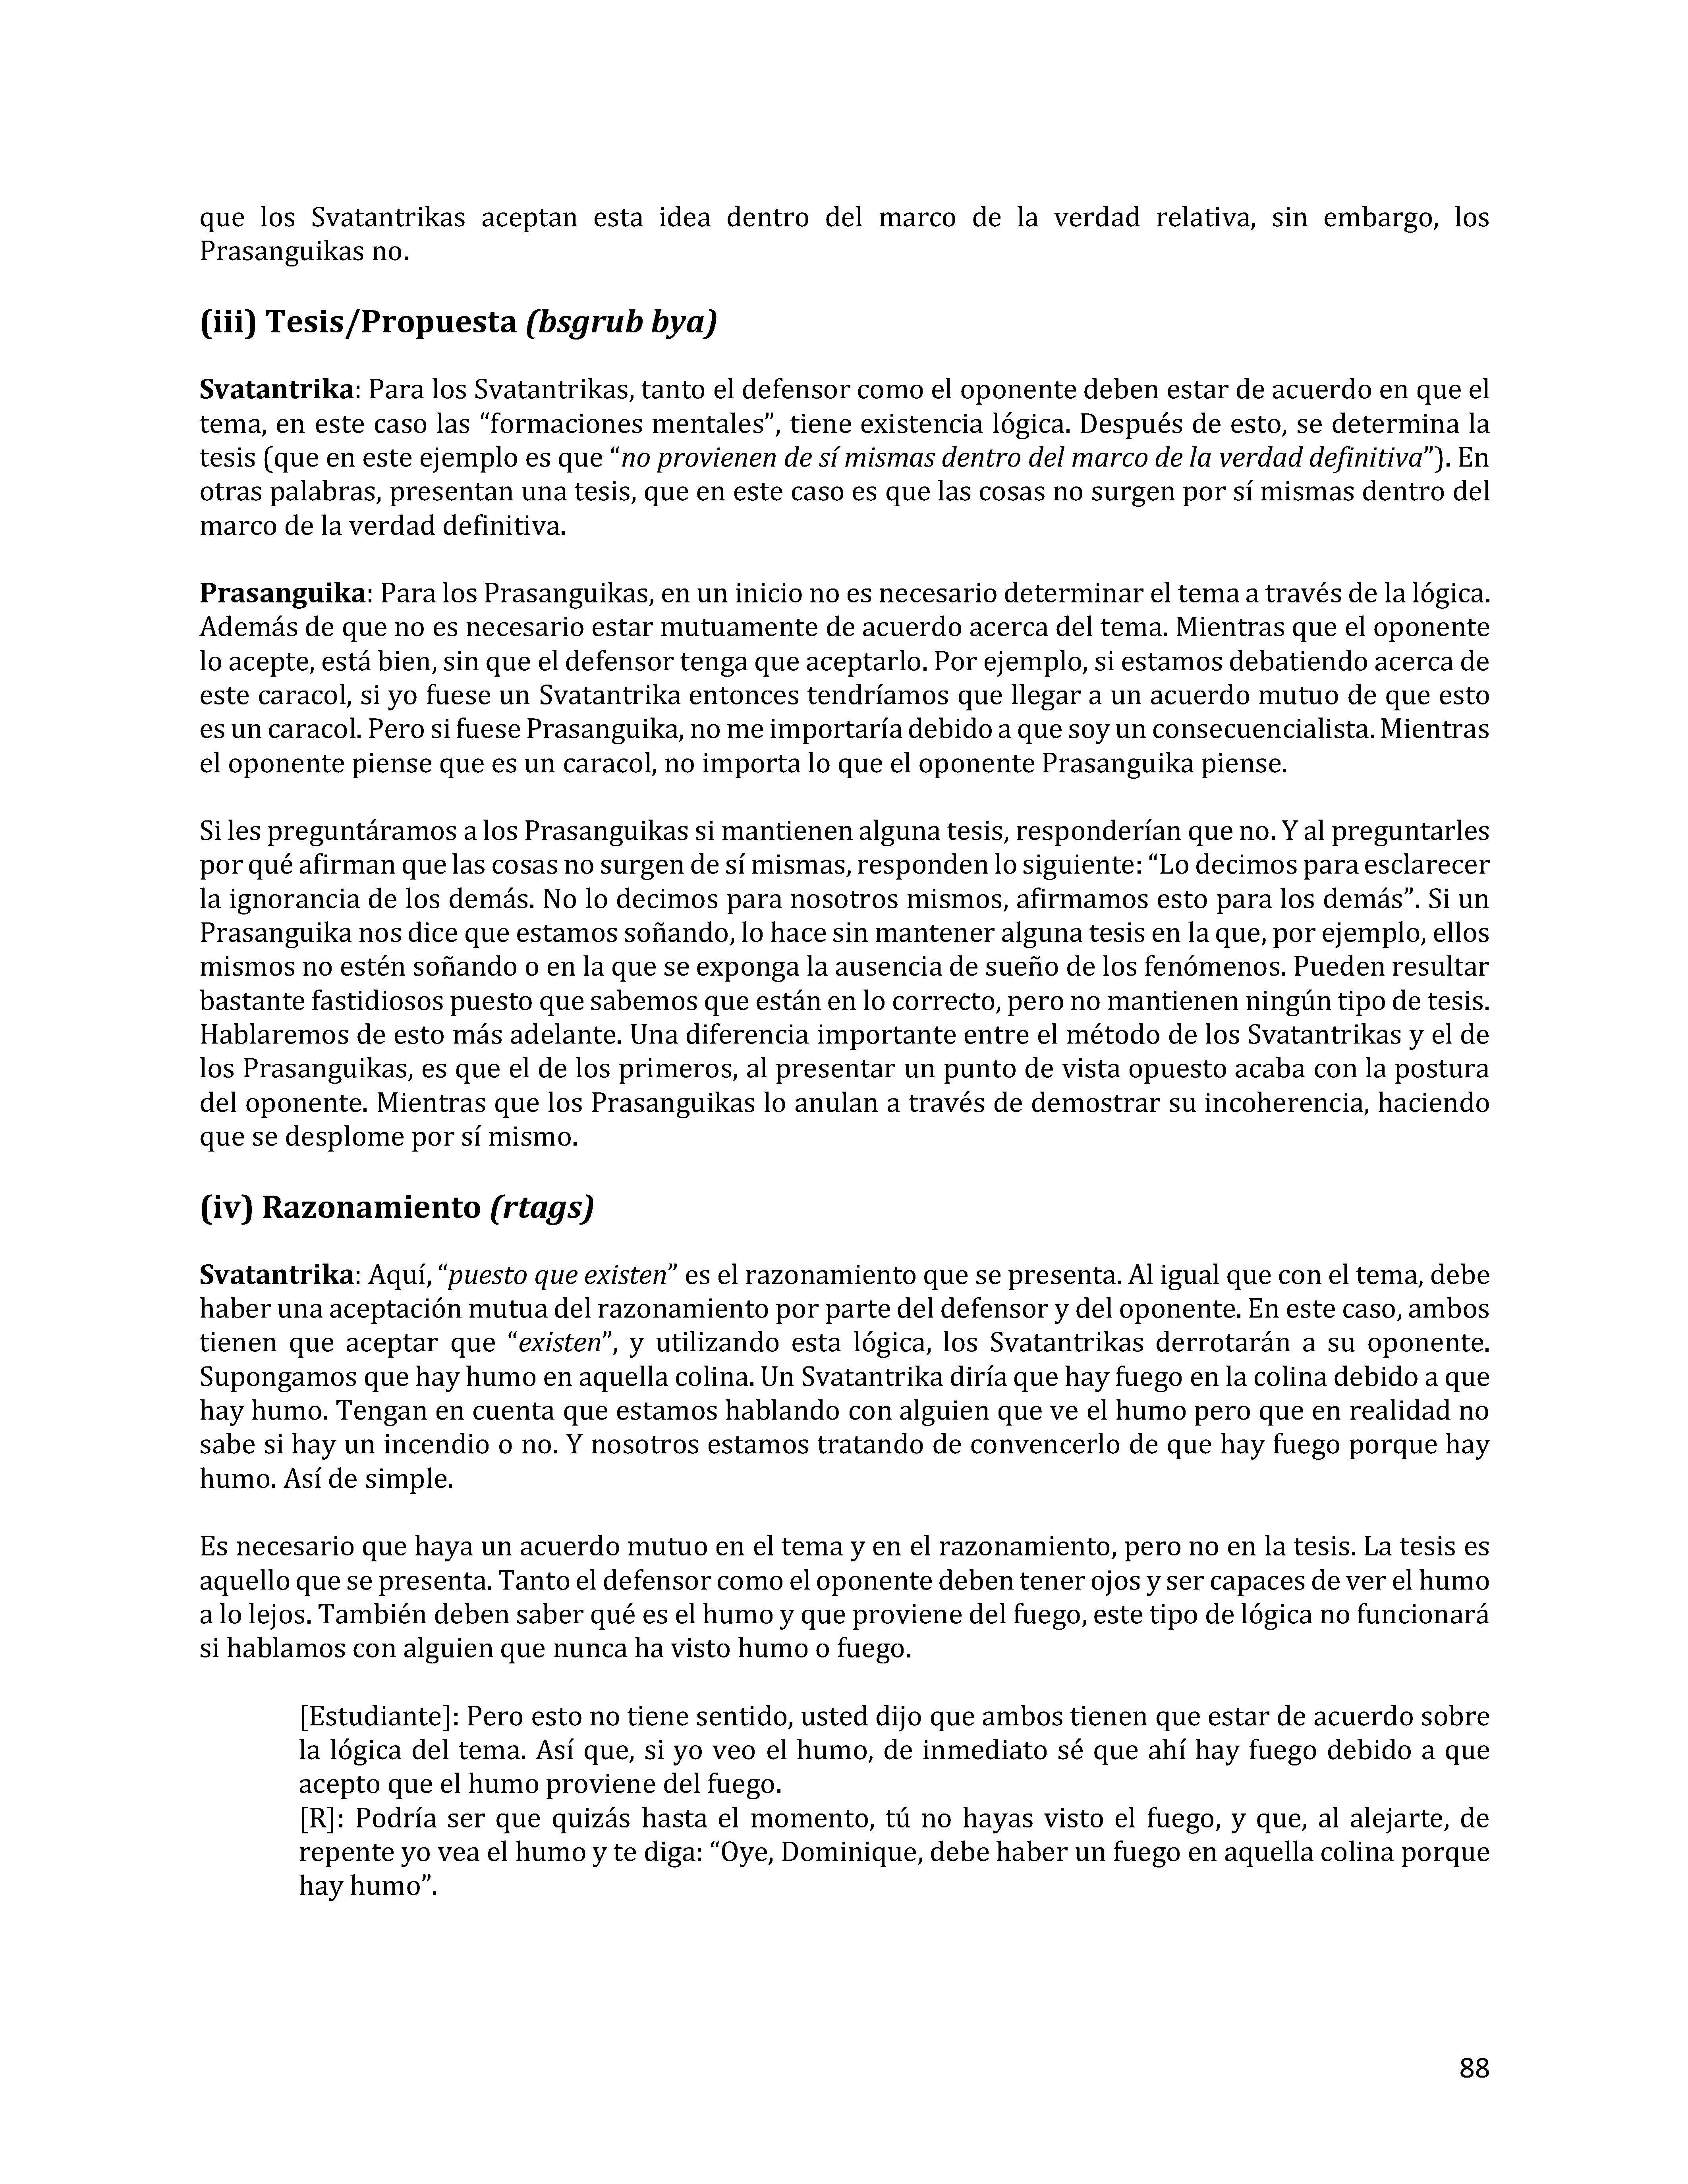 que los Svatantrikas aceptan esta idea dentro del marco de la verdad relativa, sin embargo, los
Prasanguikas no.
(iii) Tesis/Propuesta (bsgrub bya)
Svatantrika: Para los Svatantrikas, tanto el defensor como el oponente deben estar de acuerdo en que el
tema, en este caso las “formaciones mentales”, tiene existencia lógica. Después de esto, se determina la
tesis (que en este ejemplo es que “no provienen de sí mismas dentro del marco de la verdad definitiva”). En
otras palabras, presentan una tesis, que en este caso es que las cosas no surgen por sí mismas dentro del
marco de la verdad definitiva.
Prasanguika: Para los Prasanguikas, en un inicio no es necesario determinar el tema a través de la lógica.
Además de que no es necesario estar mutuamente de acuerdo acerca del tema. Mientras que el oponente
lo acepte, está bien, sin que el defensor tenga que aceptarlo. Por ejemplo, si estamos debatiendo acerca de
este caracol, si yo fuese un Svatantrika entonces tendríamos que llegar a un acuerdo mutuo de que esto
es un caracol. Pero si fuese Prasanguika, no me importaría debido a que soy un consecuencialista. Mientras
el oponente piense que es un caracol, no importa lo que el oponente Prasanguika piense.
Si les preguntáramos a los Prasanguikas si mantienen alguna tesis, responderían que no. Y al preguntarles
por qué afirman que las cosas no surgen de sí mismas, responden lo siguiente: “Lo decimos para esclarecer
la ignorancia de los demás. No lo decimos para nosotros mismos, afirmamos esto para los demás”. Si un
Prasanguika nos dice que estamos soñando, lo hace sin mantener alguna tesis en la que, por ejemplo, ellos
mismos no estén soñando o en la que se exponga la ausencia de sueño de los fenómenos. Pueden resultar
bastante fastidiosos puesto que sabemos que están en lo correcto, pero no mantienen ningún tipo de tesis.
Hablaremos de esto más adelante. Una diferencia importante entre el método de los Svatantrikas y el de
los Prasanguikas, es que el de los primeros, al presentar un punto de vista opuesto acaba con la postura
del oponente. Mientras que los Prasanguikas lo anulan a través de demostrar su incoherencia, haciendo
que se desplome por sí mismo.
(iv) Razonamiento (rtags)
Svatantrika: Aquí, “puesto que existen” es el razonamiento que se presenta. Al igual que con el tema, debe
haber una aceptación mutua del razonamiento por parte del defensor y del oponente. En este caso, ambos
tienen que aceptar que “existen”, y utilizando esta lógica, los Svatantrikas derrotarán a su oponente.
Supongamos que hay humo en aquella colina. Un Svatantrika diría que hay fuego en la colina debido a que
hay humo. Tengan en cuenta que estamos hablando con alguien que ve el humo pero que en realidad no
sabe si hay un incendio o no. Y nosotros estamos tratando de convencerlo de que hay fuego porque hay
humo. Así de simple.
Es necesario que haya un acuerdo mutuo en el tema y en el razonamiento, pero no en la tesis. La tesis es
aquello que se presenta. Tanto el defensor como el oponente deben tener ojos y ser capaces de ver el humo
a lo lejos. También deben saber qué es el humo y que proviene del fuego, este tipo de lógica no funcionará
si hablamos con alguien que nunca ha visto humo o fuego.
[Estudiante]: Pero esto no tiene sentido, usted dijo que ambos tienen que estar de acuerdo sobre
la lógica del tema. Así que, si yo veo el humo, de inmediato sé que ahí hay fuego debido a que
acepto que el humo proviene del fuego.
[R]: Podría ser que quizás hasta el momento, tú no hayas visto el fuego, y que, al alejarte, de
repente yo vea el humo y te diga: “Oye, Dominique, debe haber un fuego en aquella colina porque
hay humo”.
88